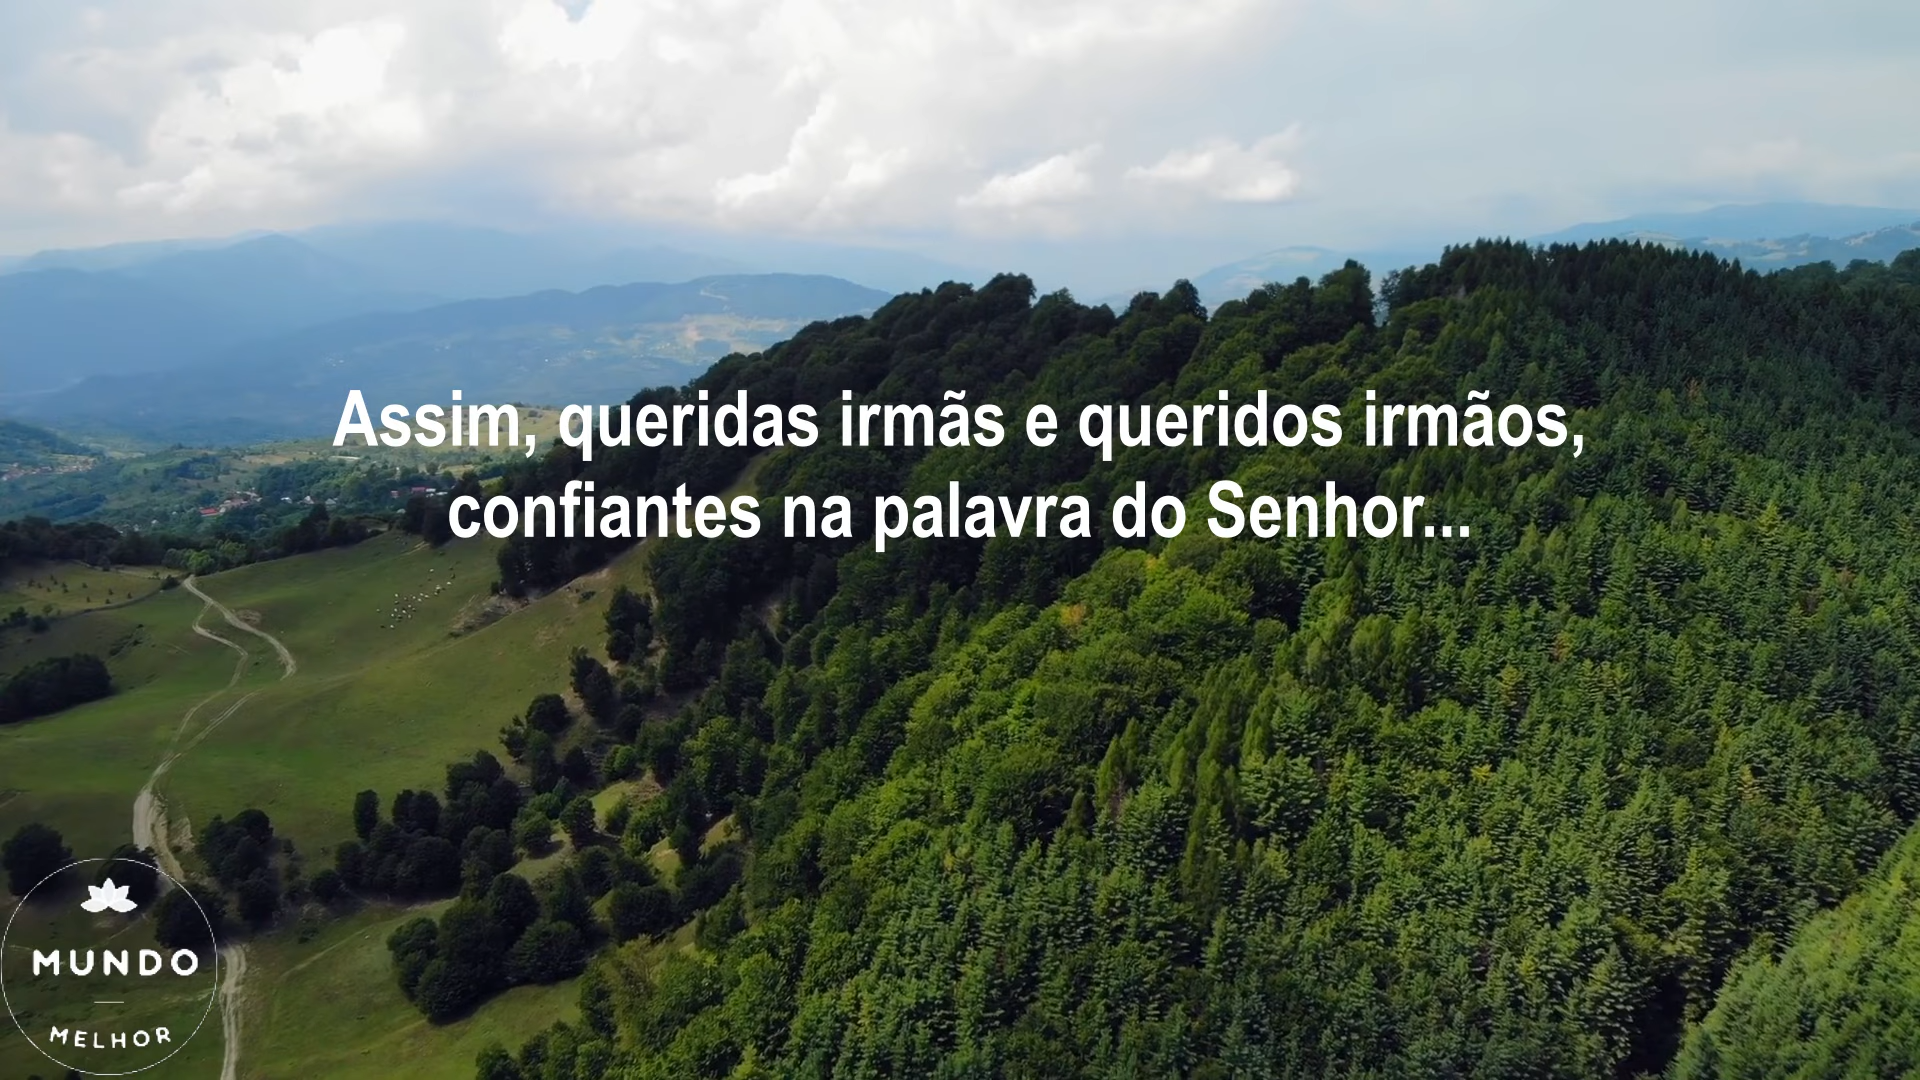 Assim, queridas irmãs e queridos irmãos,
confiantes na palavra do Senhor...
MUNDO
MELHOR